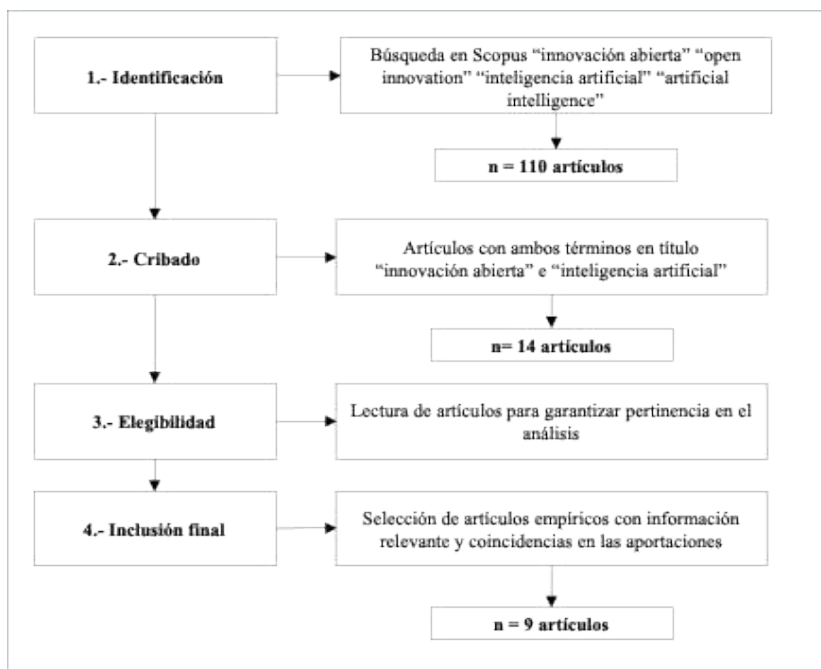 1.- Identificación
Búsqueda en Scopus “innovación abierta” “open
innovation” “inteligencia artificial” “artificial
intelligence”
n = 110 artículos
2.- Cribado
Artículos con ambos términos en título
“innovación abierta” e “inteligencia artificial”
n= 14 artículos
3.- Elegibilidad
Lectura de artículos para garantizar pertinencia en el
análisis
4.- Inclusión final
Selección de artículos empíricos con información
relevante y coincidencias en las aportaciones
n = 9 artículos